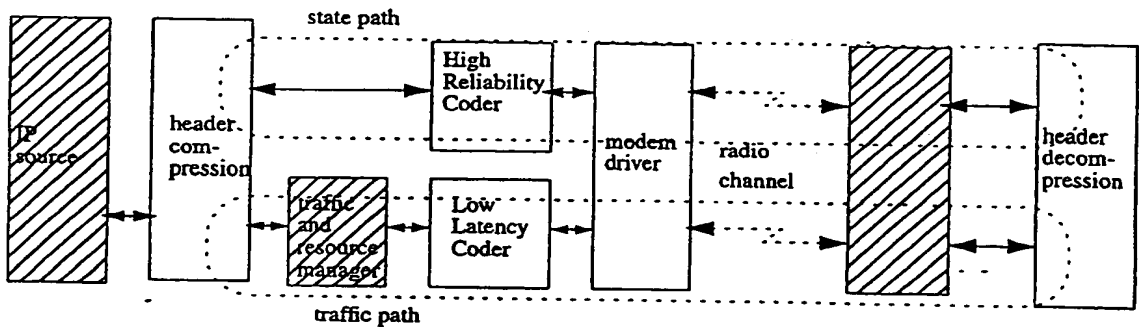 state path
IP
source
header
com-
pression
High
Reliability
Coder
traffic
and
resource
manager
Low
Latency
Coder
modem
driver
radio
channel
header
decom-
pression
traffic path